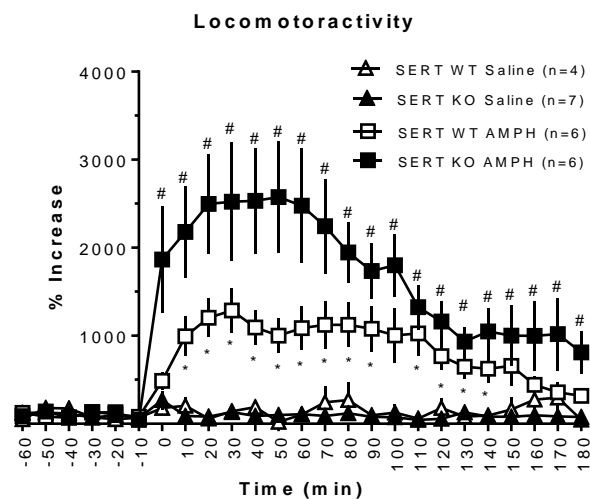 Locomotoractivity
SERT WT Saline (n=4)
SERT KO Saline (n=7)
SERT WT AMPH (n=6)
SERT KO AMPH (n=6)
% Increase
4000
3000
2000
1000
# # # # # # # # # # # # # # # # # # #
* * * * * * * * * * * * *
-60 -50 -40 -30 -20 -10 0 10 20 30 40 50 60 70 80 90 100 110 120 130 140 150 160 170 180
Time (min)